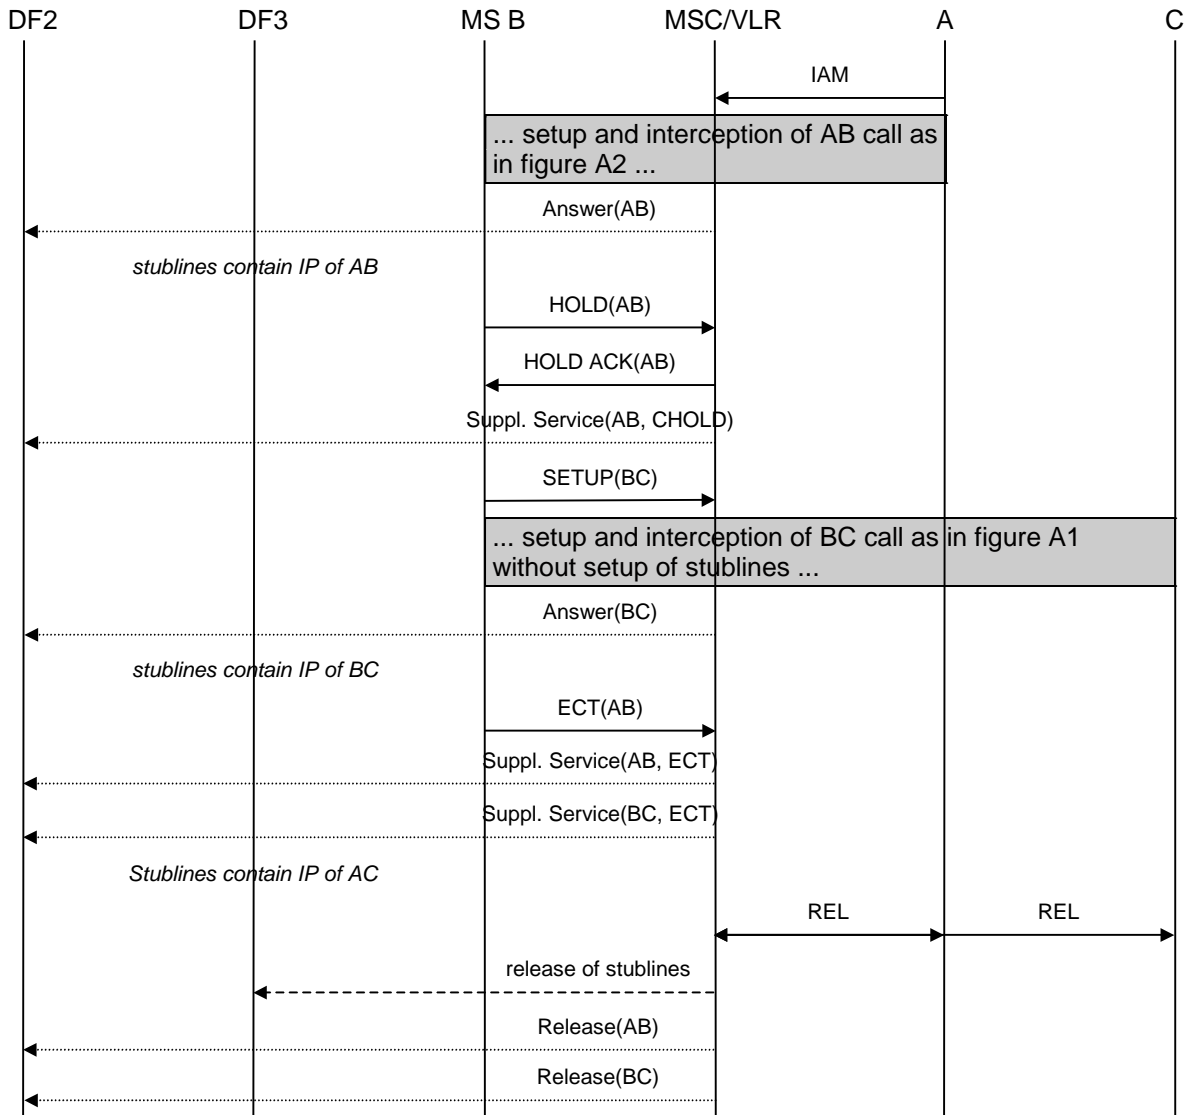 DF2 DF3 MS B MSC/VLR A C
IAM
... setup and interception of AB call as
in figure A2 ...
Answer(AB)
stublines contain IP of AB
HOLD(AB)
HOLD ACK(AB)
Suppl. Service(AB, CHOLD)
SETUP(BC)
... setup and interception of BC call as in figure A1
without setup of stublines ...
Answer(BC)
stublines contain IP of BC
ECT(AB)
Suppl. Service(AB, ECT)
Suppl. Service(BC, ECT)
Stublines contain IP of AC
REL REL
release of stublines
Release(AB)
Release(BC)